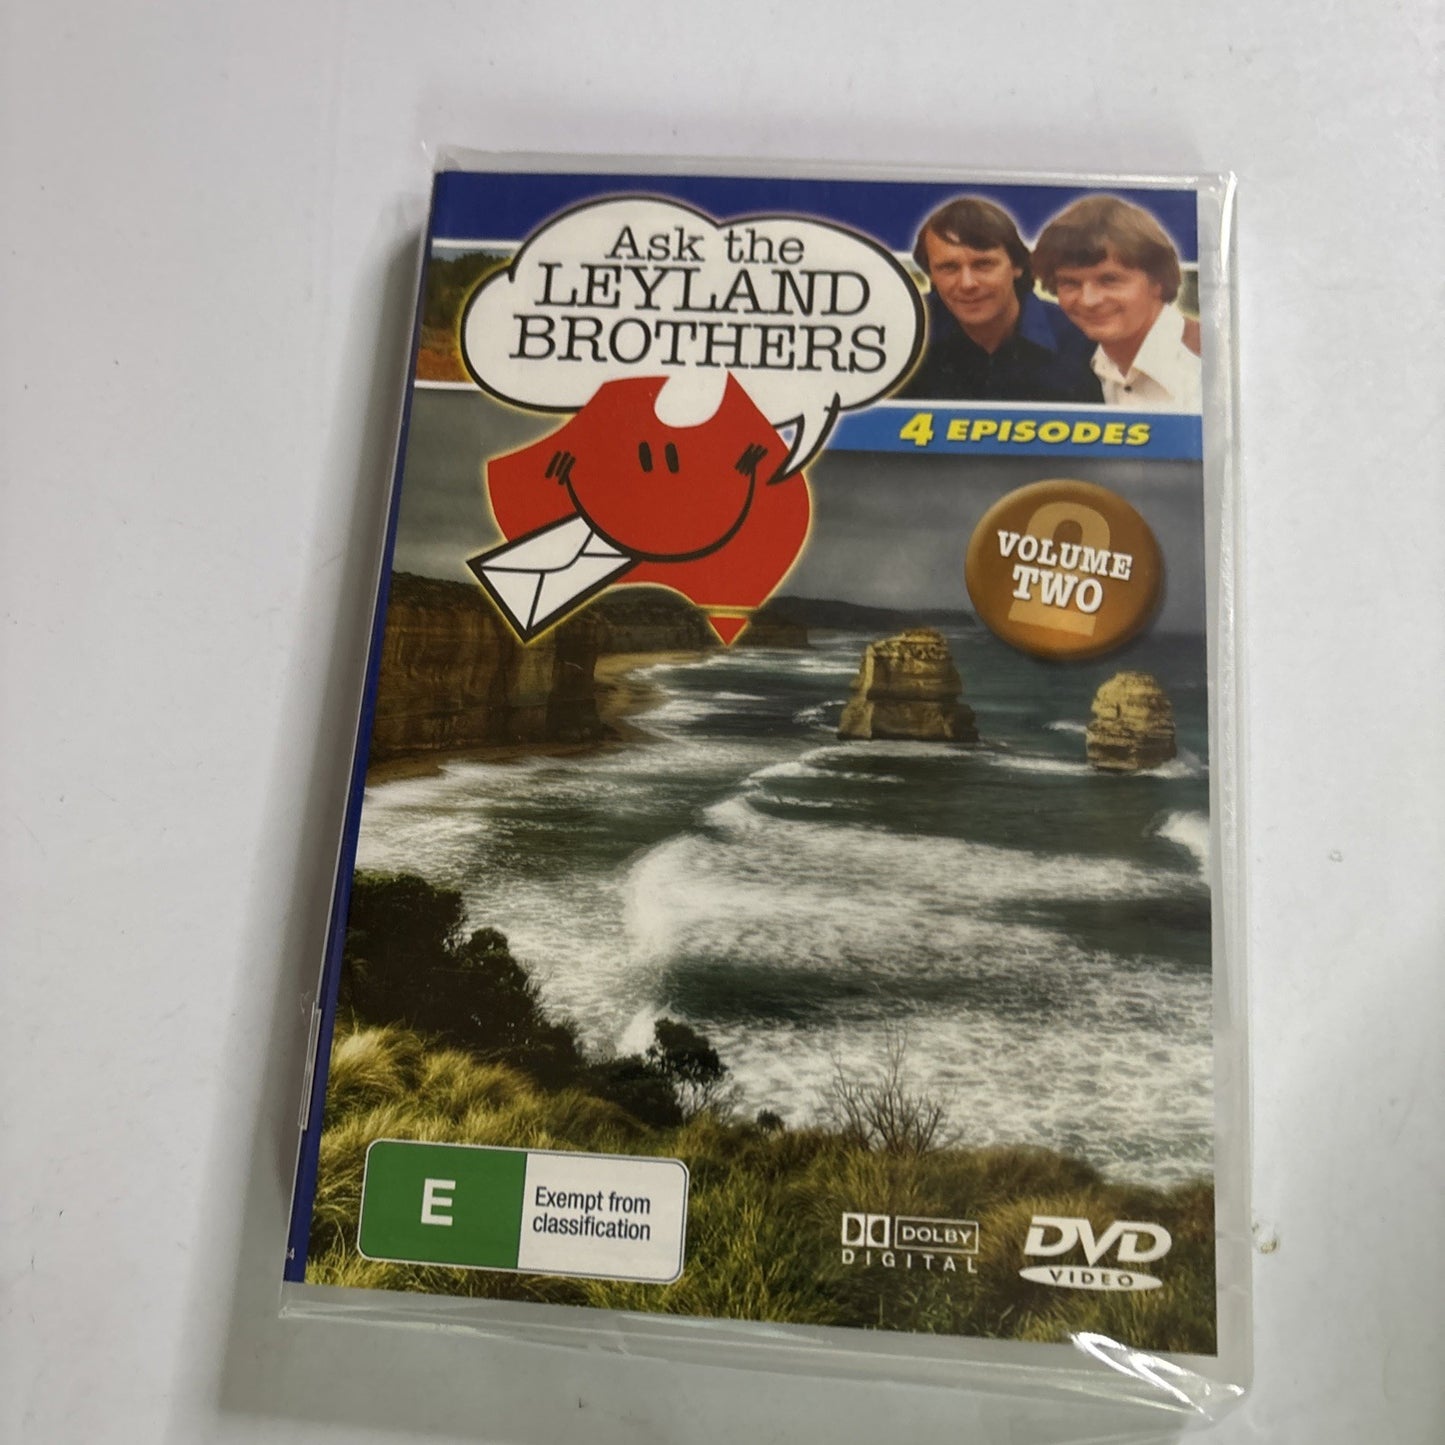 Ask the
LEYLAND
BROTHERS
4 EPISODES
2
VOLUME
TWO
E
Exempt from
classification
DOLBY
DIGITAL
DVD
VIDEO